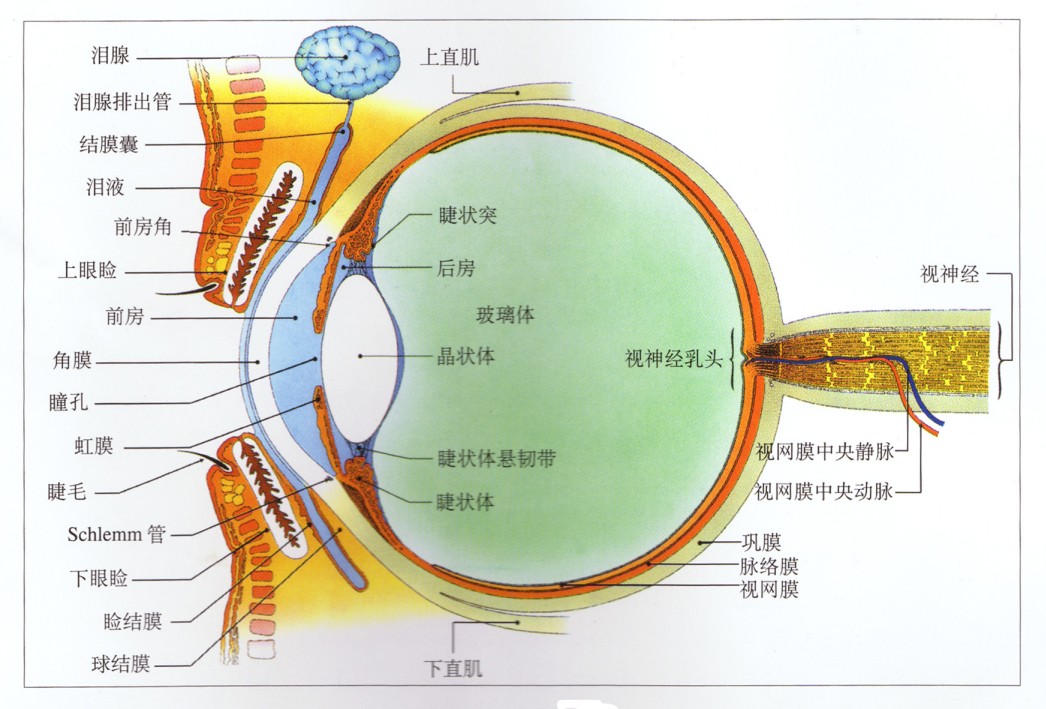 泪腺
泪腺排出管
结膜囊
泪液
前房角
上眼睑
前房
角膜
瞳孔
虹膜
睫毛
Schlemm 管
下眼睑
睑结膜
球结膜
上直肌
睫状突
后房
玻璃体
晶状体
视神经乳头
睫状体悬韧带
睫状体
下直肌
视神经
视网膜中央静脉
视网膜中央动脉
巩膜
脉络膜
视网膜